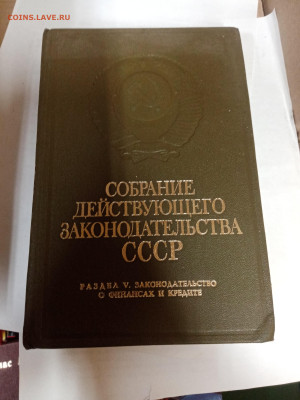 COINS.LAVE.RU
СОБРАНИЕ
ДЕЙСТВУЮЩЕГО
ЗАКОНОДАТЕЛЬСТВА
СССР
РАЗДЕЛ V. ЗАКОНОДАТЕЛЬСТВО
О ФИНАНСАХ И КРЕДИТЕ